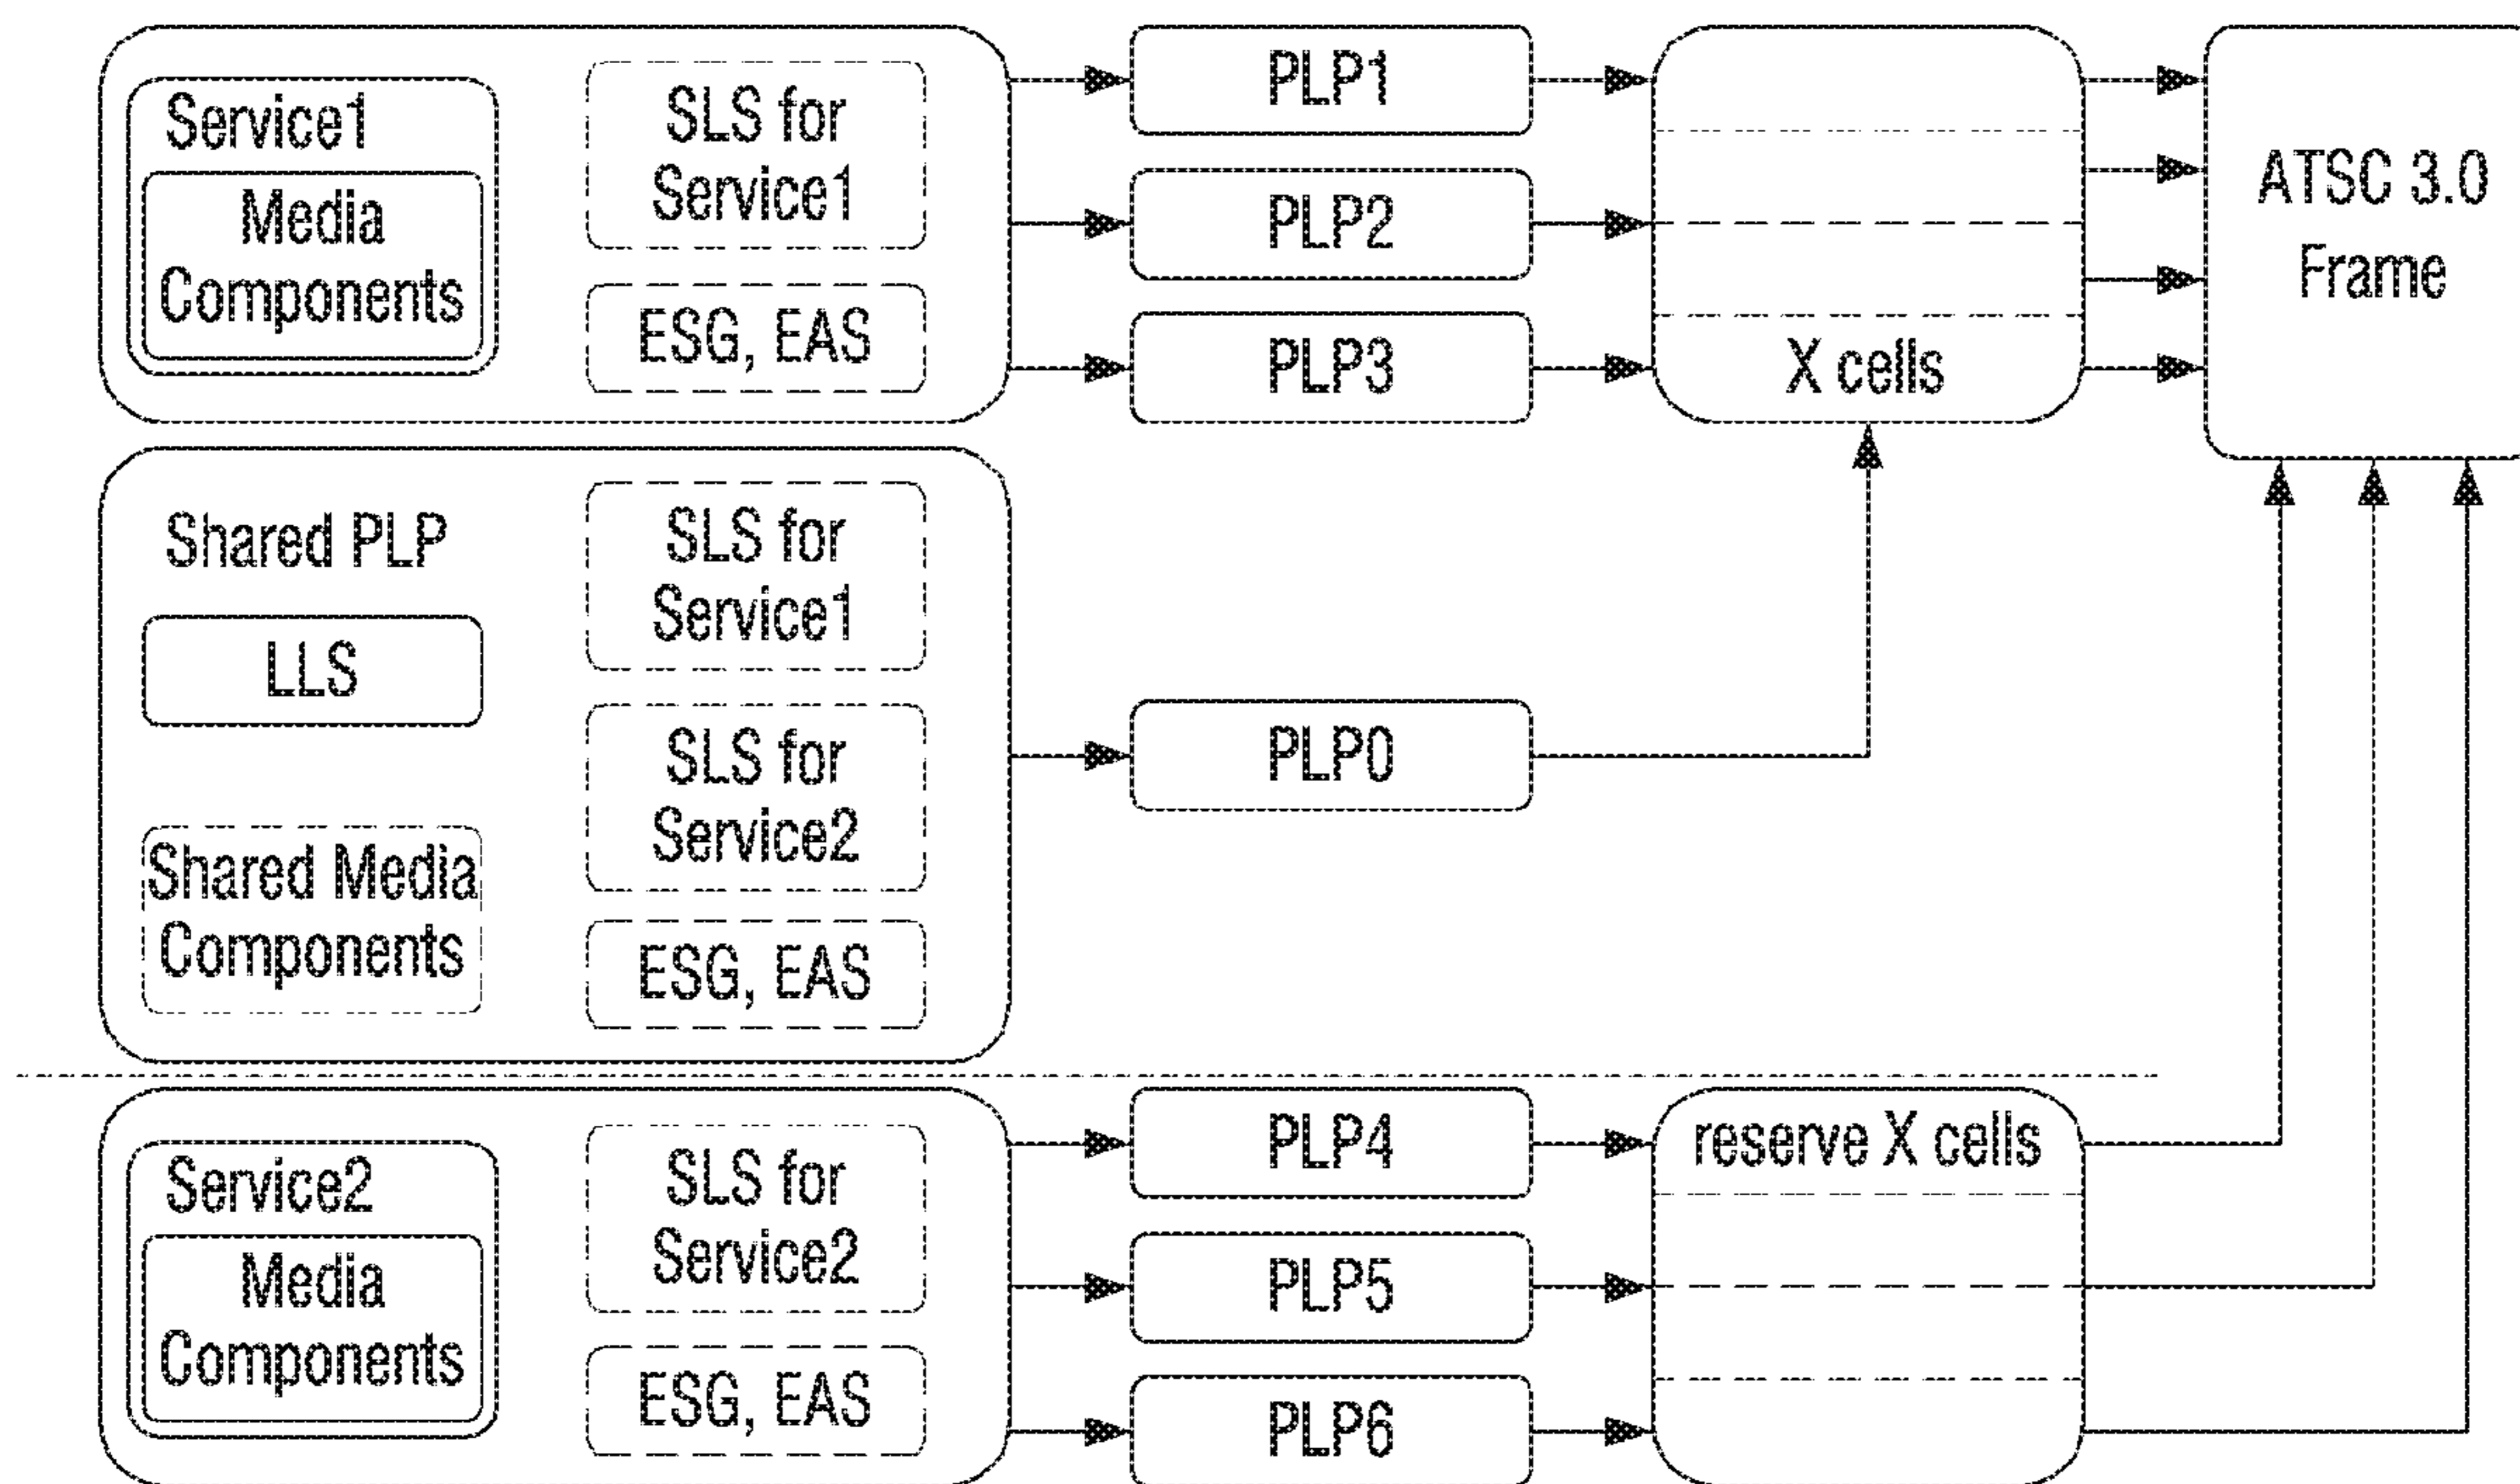 Service1
Media
Components
SLS for
Service1
ESG, EAS
PLP1
PLP2
PLP3
X cells
ATSC 3.0
Frame
Shared PLP
LLS
Shared Media
Components
SLS for
Service1
SLS for
Service2
ESG, EAS
PLP0
Service2
Media
Components
SLS for
Service2
ESG, EAS
PLP4
PLP5
PLP6
reserve X cells